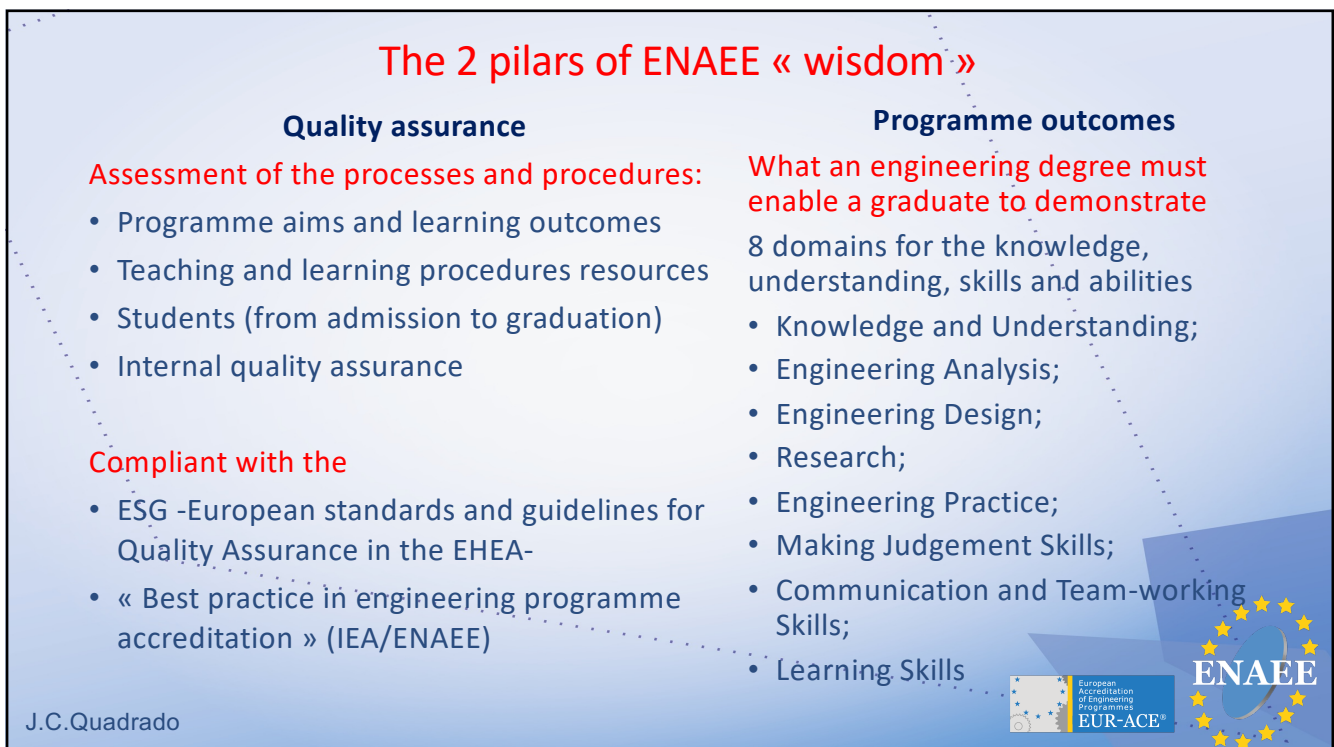 The 2 pilars of ENAEE « wisdom »
Quality assurance
Assessment of the processes and procedures:
• Programme aims and learning outcomes
• Teaching and learning procedures resources
• Students (from admission to graduation)
• Internal quality assurance
Compliant with the
• ESG -European standards and guidelines for
Quality Assurance in the EHEA-
• « Best practice in engineering programme
accreditation » (IEA/ENAEE)
Programme outcomes
What an engineering degree must
enable a graduate to demonstrate
8 domains for the knowledge,
understanding, skills and abilities
• Knowledge and Understanding;
• Engineering Analysis;
• Engineering Design;
• Research;
• Engineering Practice;
• Making Judgement Skills;
• Communication and Team-working
Skills;
• Learning Skills
J.C.Quadrado
European
Accreditation
of Engineering
Programmes
EUR-ACE®
ENAEE